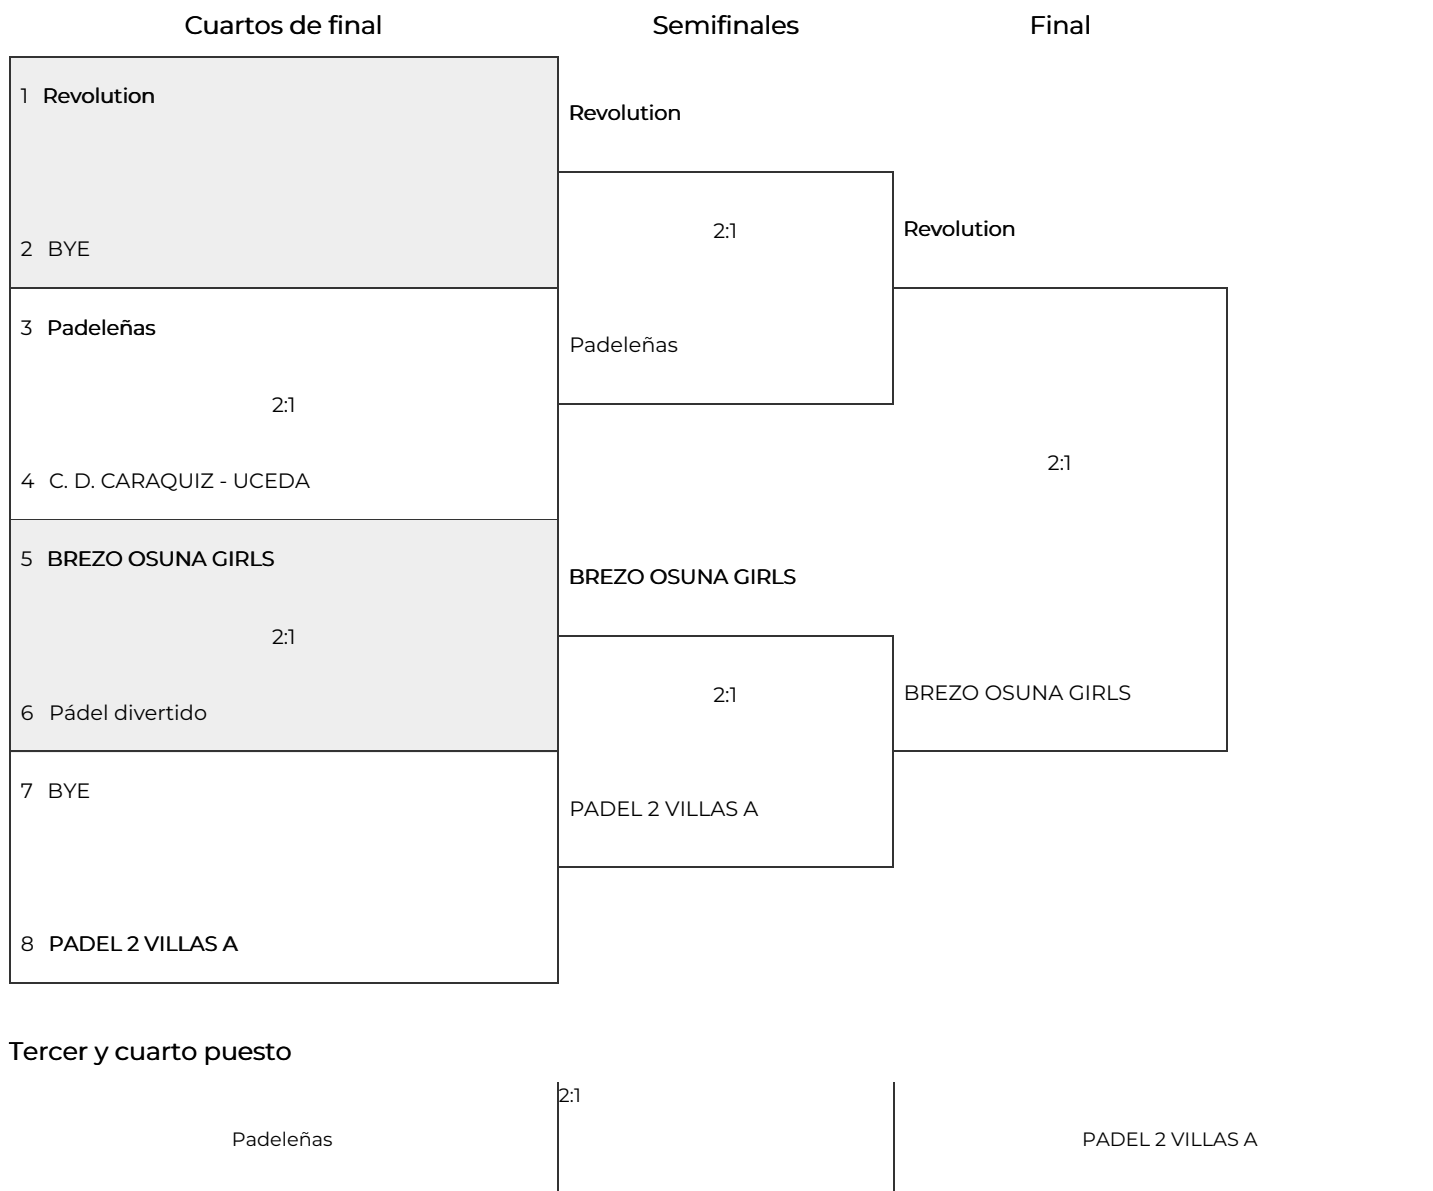 Cuartos de final
Semifinales
Final
1 Revolution
2 BYE
3 Padeleñas
2:1
4 C. D. CARAQUIZ - UCEDA
5 BREZO OSUNA GIRLS
2:1
6 Pádel divertido
7 BYE
8 PADEL 2 VILLAS A
Revolution
2:1
Padeleñas
BREZO OSUNA GIRLS
2:1
PADEL 2 VILLAS A
Revolution
2:1
BREZO OSUNA GIRLS
Tercer y cuarto puesto
Padeleñas
2:1
PADEL 2 VILLAS A